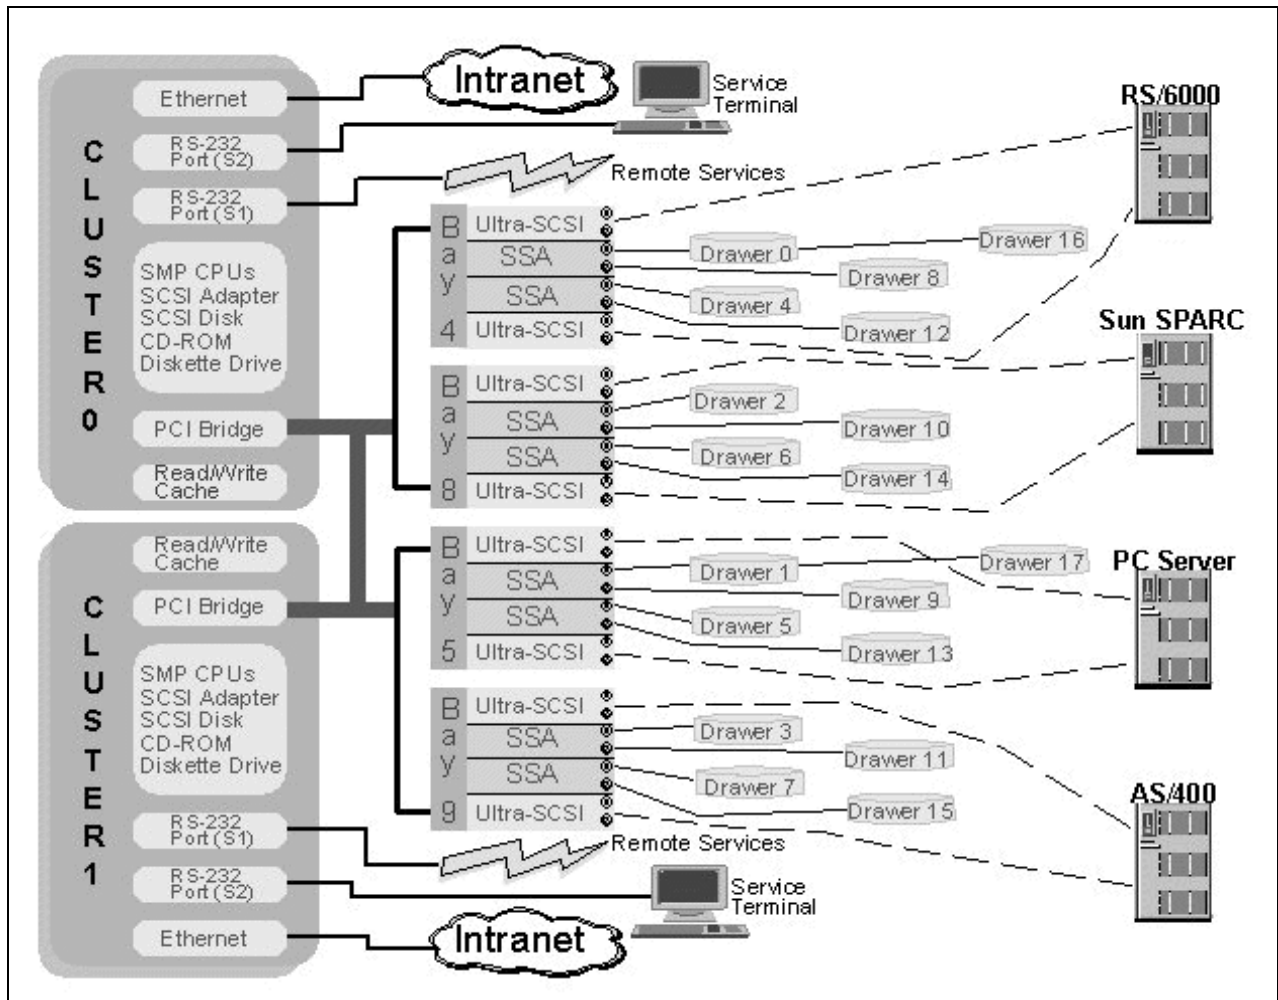 Ethernet
RS-232
Port (S2)
RS-232
Port (S1)
CLUSTER0
SMP CPUs
SCSI Adapter
SCSI Disk
CD-ROM
Diskette Drive
PCI Bridge
Read/Write
Cache
Intranet
Service
Terminal
Remote Services
Bay 4
Ultra-SCSI
SSA
SSA
Ultra-SCSI
Drawer 0
Drawer 16
Drawer 8
Drawer 4
Drawer 12
Bay 8
Ultra-SCSI
SSA
SSA
Ultra-SCSI
Drawer 2
Drawer 10
Drawer 6
Drawer 14
RS/6000
Sun SPARC
Read/Write
Cache
PCI Bridge
CLUSTER1
SMP CPUs
SCSI Adapter
SCSI Disk
CD-ROM
Diskette Drive
RS-232
Port (S1)
RS-232
Port (S2)
Ethernet
Bay 5
Ultra-SCSI
SSA
SSA
Ultra-SCSI
Drawer 1
Drawer 17
Drawer 9
Drawer 5
Drawer 13
Bay 9
Ultra-SCSI
SSA
SSA
Ultra-SCSI
Drawer 3
Drawer 11
Drawer 7
Drawer 15
PC Server
AS/400
Remote Services
Service
Terminal
Intranet